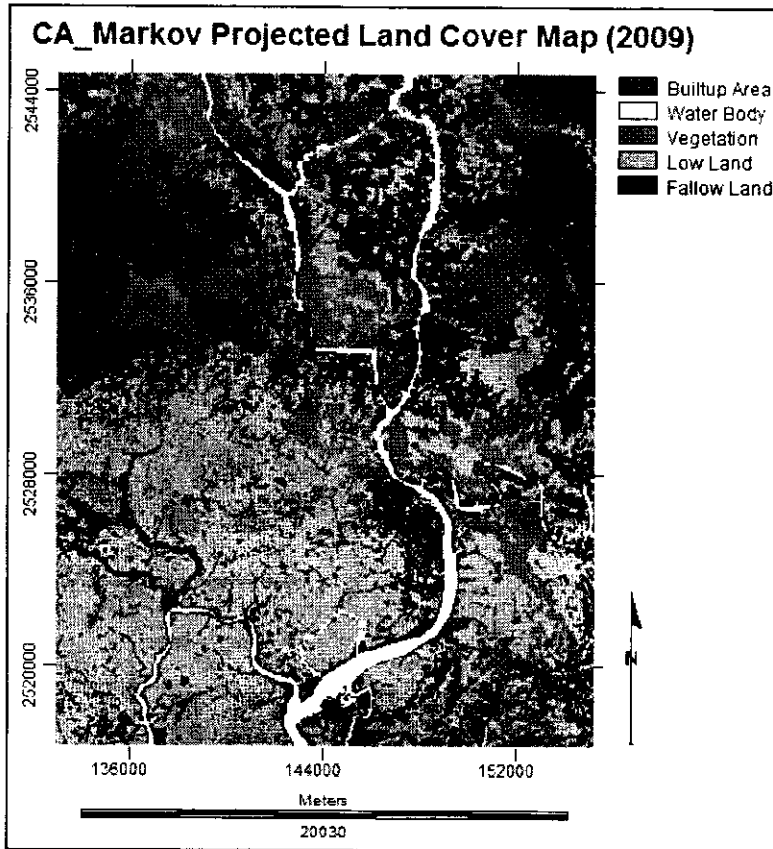 CA_Markov Projected Land Cover Map (2009)
Builtup Area
Water Body
Vegetation
Low Land
Fallow Land
2544000
2536000
2528000
2520000
N
136000
144000
152000
Meters
20030